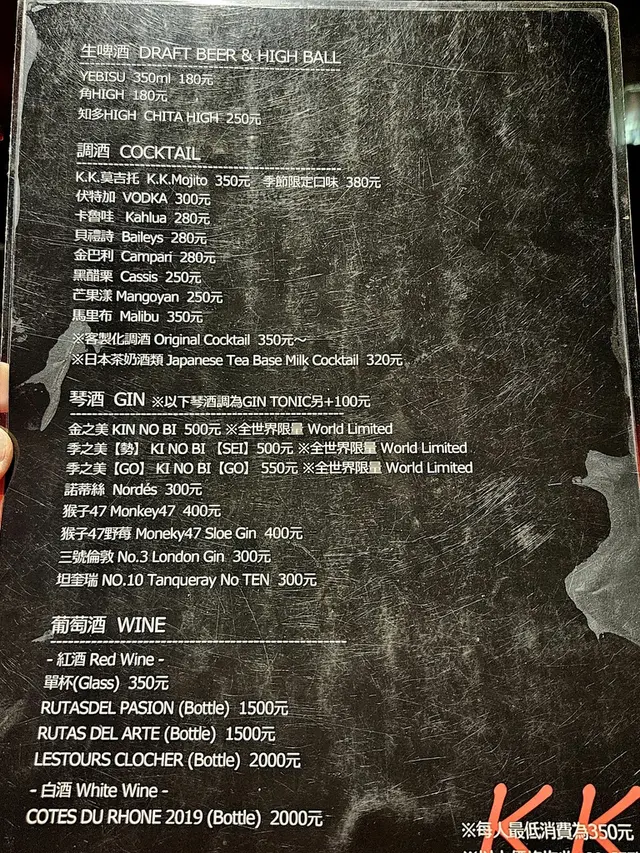 生啤酒 DRAFT BEER & HIGH BALL
YEBISU 350ml 180元
角HIGH 180元
知多HIGH CHITA HIGH 250元
調酒 COCKTAIL
K.K.莫吉托 K.K.Mojito 350元 季節限定口味 380元
伏特加 VODKA 300元
卡魯哇 Kahlua 280元
貝禮詩 Baileys 280元
金巴利 Campari 280元
黑醋栗 Cassis 250元
芒果漾 Mangoyan 250元
馬里布 Malibu 350元
※客製化調酒 Original Cocktail 350元～
※日本茶奶酒類 Japanese Tea Base Milk Cocktail 320元
琴酒 GIN ※以下琴酒調為GIN TONIC另+100元
金之美 KIN NO BI 500元 ※全世界限量 World Limited
季之美【勢】 KI NO BI 【SEI】500元 ※全世界限量 World Limited
季之美【GO】 KI NO BI【GO】 550元 ※全世界限量 World Limited
諾蒂絲 Nordés 300元
猴子47 Monkey47 400元
猴子47野莓 Moneky47 Sloe Gin 400元
三號倫敦 No.3 London Gin 300元
坦奎瑞 NO.10 Tanqueray No TEN 300元
葡萄酒 WINE
- 紅酒 Red Wine -
單杯(Glass) 350元
RUTASDEL PASION (Bottle) 1500元
RUTAS DEL ARTE (Bottle) 1500元
LESTOURS CLOCHER (Bottle) 2000元
- 白酒 White Wine -
COTES DU RHONE 2019 (Bottle) 2000元
K.K
※每人最低消費為350元